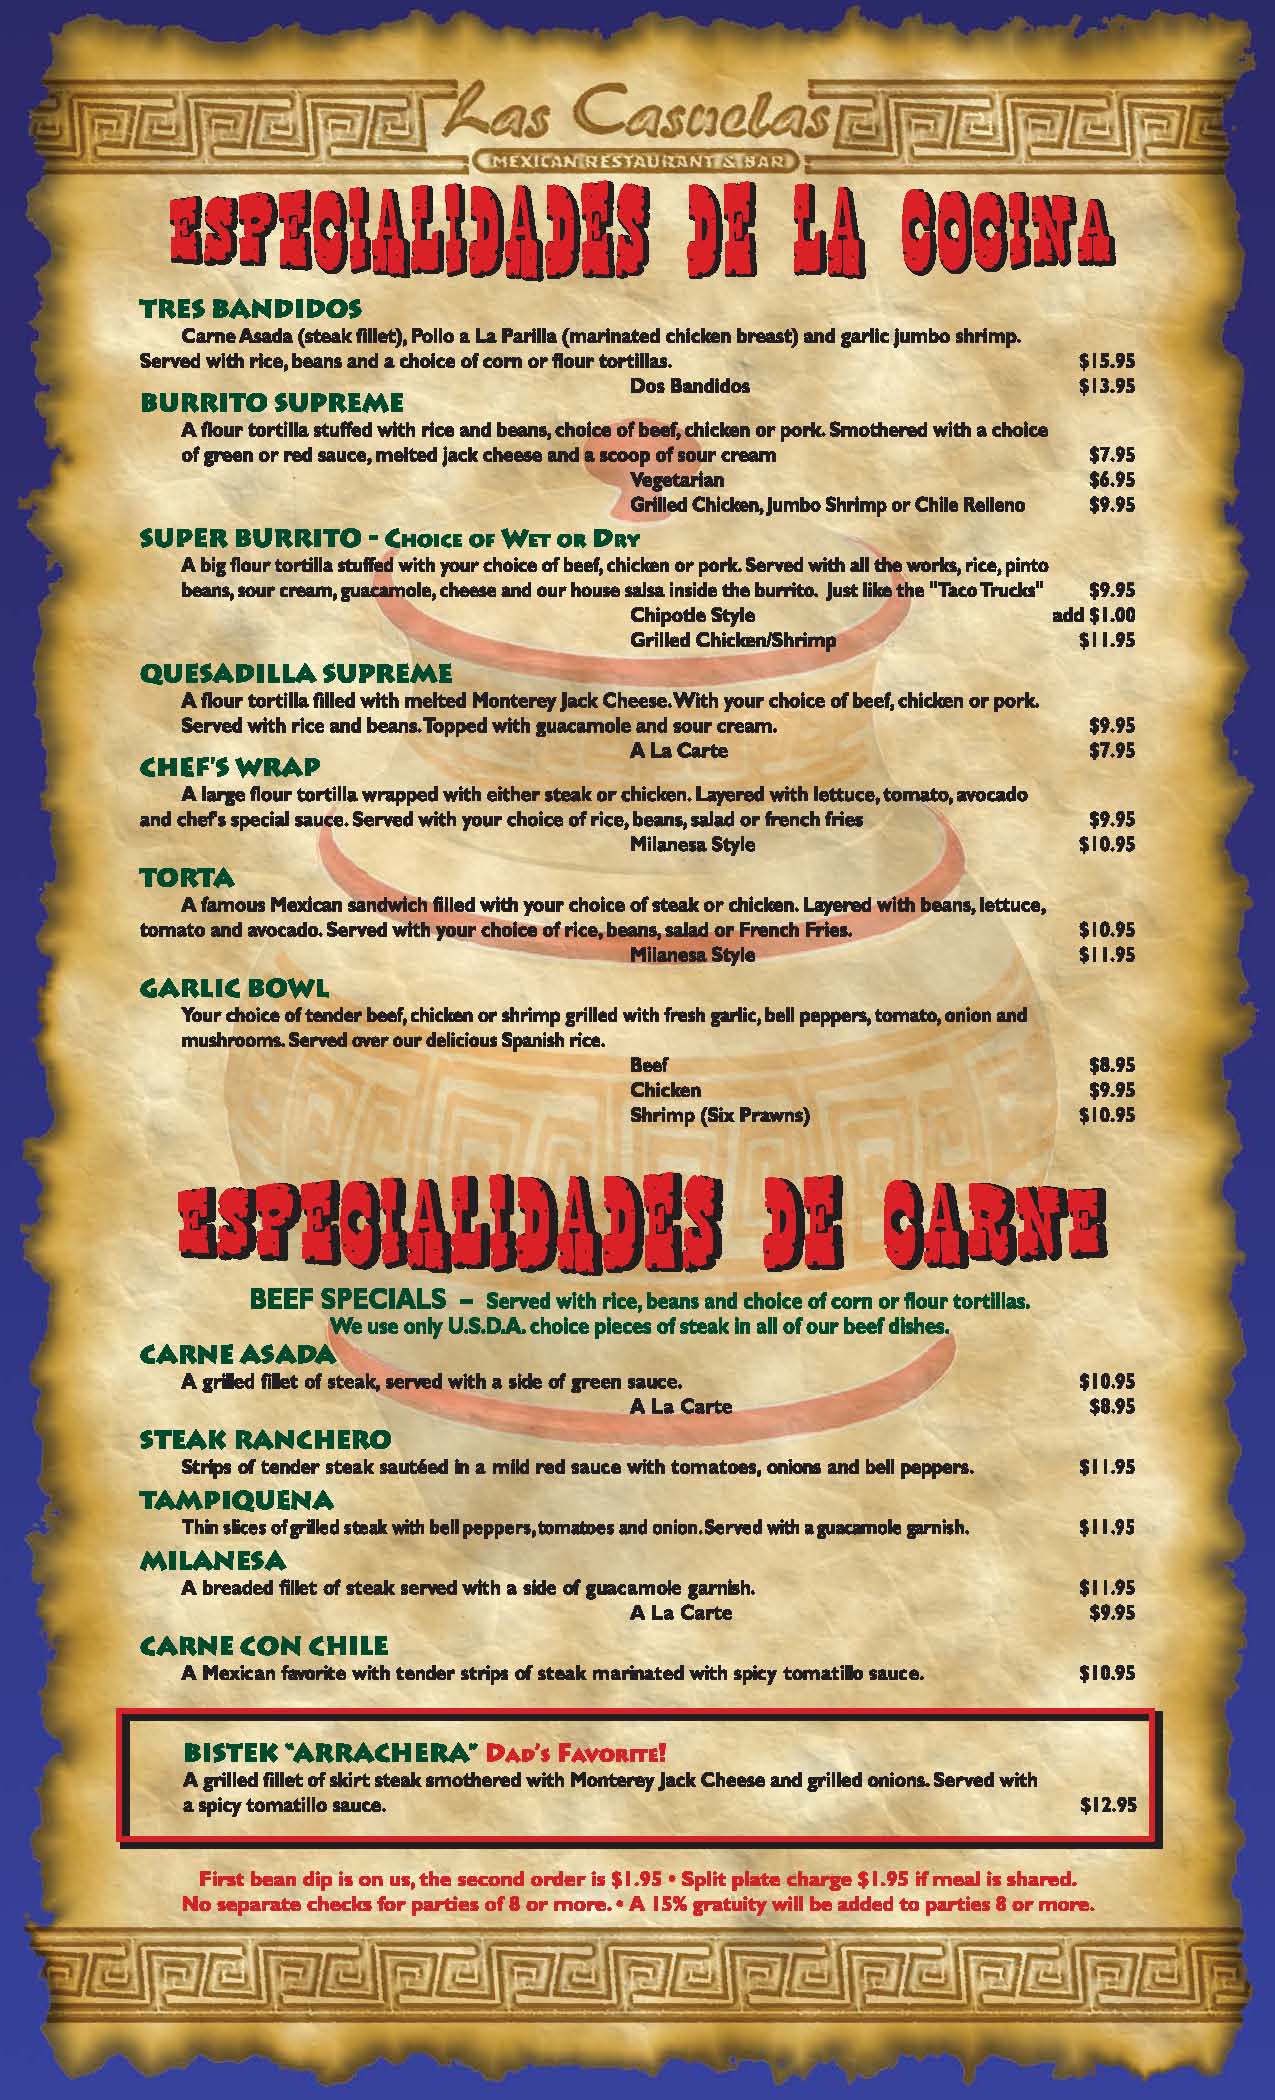 Las Casuelas
MEXICAN RESTAURANT & BAR
ESPECIALIDADES DE LA COCINA
TRES BANDIDOS
Carne Asada (steak fillet), Pollo a La Parilla (marinated chicken breast) and garlic jumbo shrimp.
Served with rice, beans and a choice of corn or flour tortillas. $15.95
Dos Bandidos $13.95
BURRITO SUPREME
A flour tortilla stuffed with rice and beans, choice of beef, chicken or pork. Smothered with a choice
of green or red sauce, melted jack cheese and a scoop of sour cream $7.95
Vegetarian $6.95
Grilled Chicken, Jumbo Shrimp or Chile Relleno $9.95
SUPER BURRITO - CHOICE OF WET OR DRY
A big flour tortilla stuffed with your choice of beef, chicken or pork. Served with all the works, rice, pinto
beans, sour cream, guacamole, cheese and our house salsa inside the burrito. Just like the "Taco Trucks" $9.95
Chipotle Style add $1.00
Grilled Chicken/Shrimp $11.95
QUESADILLA SUPREME
A flour tortilla filled with melted Monterey Jack Cheese. With your choice of beef, chicken or pork.
Served with rice and beans. Topped with guacamole and sour cream. $9.95
A La Carte $7.95
CHEF'S WRAP
A large flour tortilla wrapped with either steak or chicken. Layered with lettuce, tomato, avocado
and chef's special sauce. Served with your choice of rice, beans, salad or french fries $9.95
Milanesa Style $10.95
TORTA
A famous Mexican sandwich filled with your choice of steak or chicken. Layered with beans, lettuce,
tomato and avocado. Served with your choice of rice, beans, salad or French Fries. $10.95
Milanesa Style $11.95
GARLIC BOWL
Your choice of tender beef, chicken or shrimp grilled with fresh garlic, bell peppers, tomato, onion and
mushrooms. Served over our delicious Spanish rice.
Beef $8.95
Chicken $9.95
Shrimp (Six Prawns) $10.95
ESPECIALIDADES DE CARNE
BEEF SPECIALS – Served with rice, beans and choice of corn or flour tortillas.
We use only U.S.D.A. choice pieces of steak in all of our beef dishes.
CARNE ASADA
A grilled fillet of steak, served with a side of green sauce. $10.95
A La Carte $8.95
STEAK RANCHERO
Strips of tender steak sautéed in a mild red sauce with tomatoes, onions and bell peppers. $11.95
TAMPIQUENA
Thin slices of grilled steak with bell peppers, tomatoes and onion. Served with a guacamole garnish. $11.95
MILANESA
A breaded fillet of steak served with a side of guacamole garnish. $11.95
A La Carte $9.95
CARNE CON CHILE
A Mexican favorite with tender strips of steak marinated with spicy tomatillo sauce. $10.95
BISTEK "ARRACHERA" DAD'S FAVORITE!
A grilled fillet of skirt steak smothered with Monterey Jack Cheese and grilled onions. Served with
a spicy tomatillo sauce. $12.95
First bean dip is on us, the second order is $1.95 • Split plate charge $1.95 if meal is shared.
No separate checks for parties of 8 or more. • A 15% gratuity will be added to parties 8 or more.